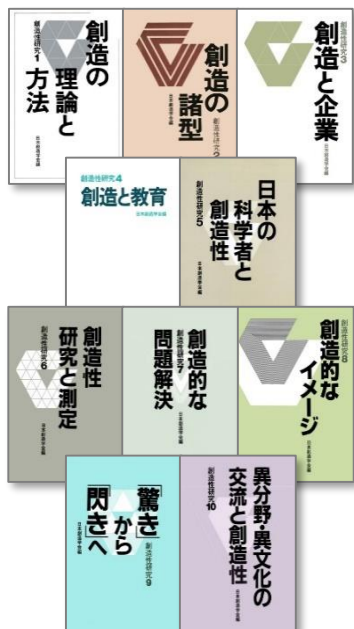 創造性研究1
創造の
理論と
方法
日本創造学会編
創造の
諸型
創造性研究2
日本創造学会編
創造性研究3
創造と企業
日本創造学会編
創造性研究4
創造と教育
日本創造学会編
日本の
科学者と
創造性
創造性研究5
日本創造学会編
創造性
研究と測定
創造性研究6
日本創造学会編
創造的な
問題解決
創造性研究7
日本創造学会編
創造性研究8
創造的な
イメージ
日本創造学会編
「驚き」から
「閃き」へ
創造性研究9
日本創造学会編
異分野・異文化の
交流と創造性
創造性研究10
日本創造学会編